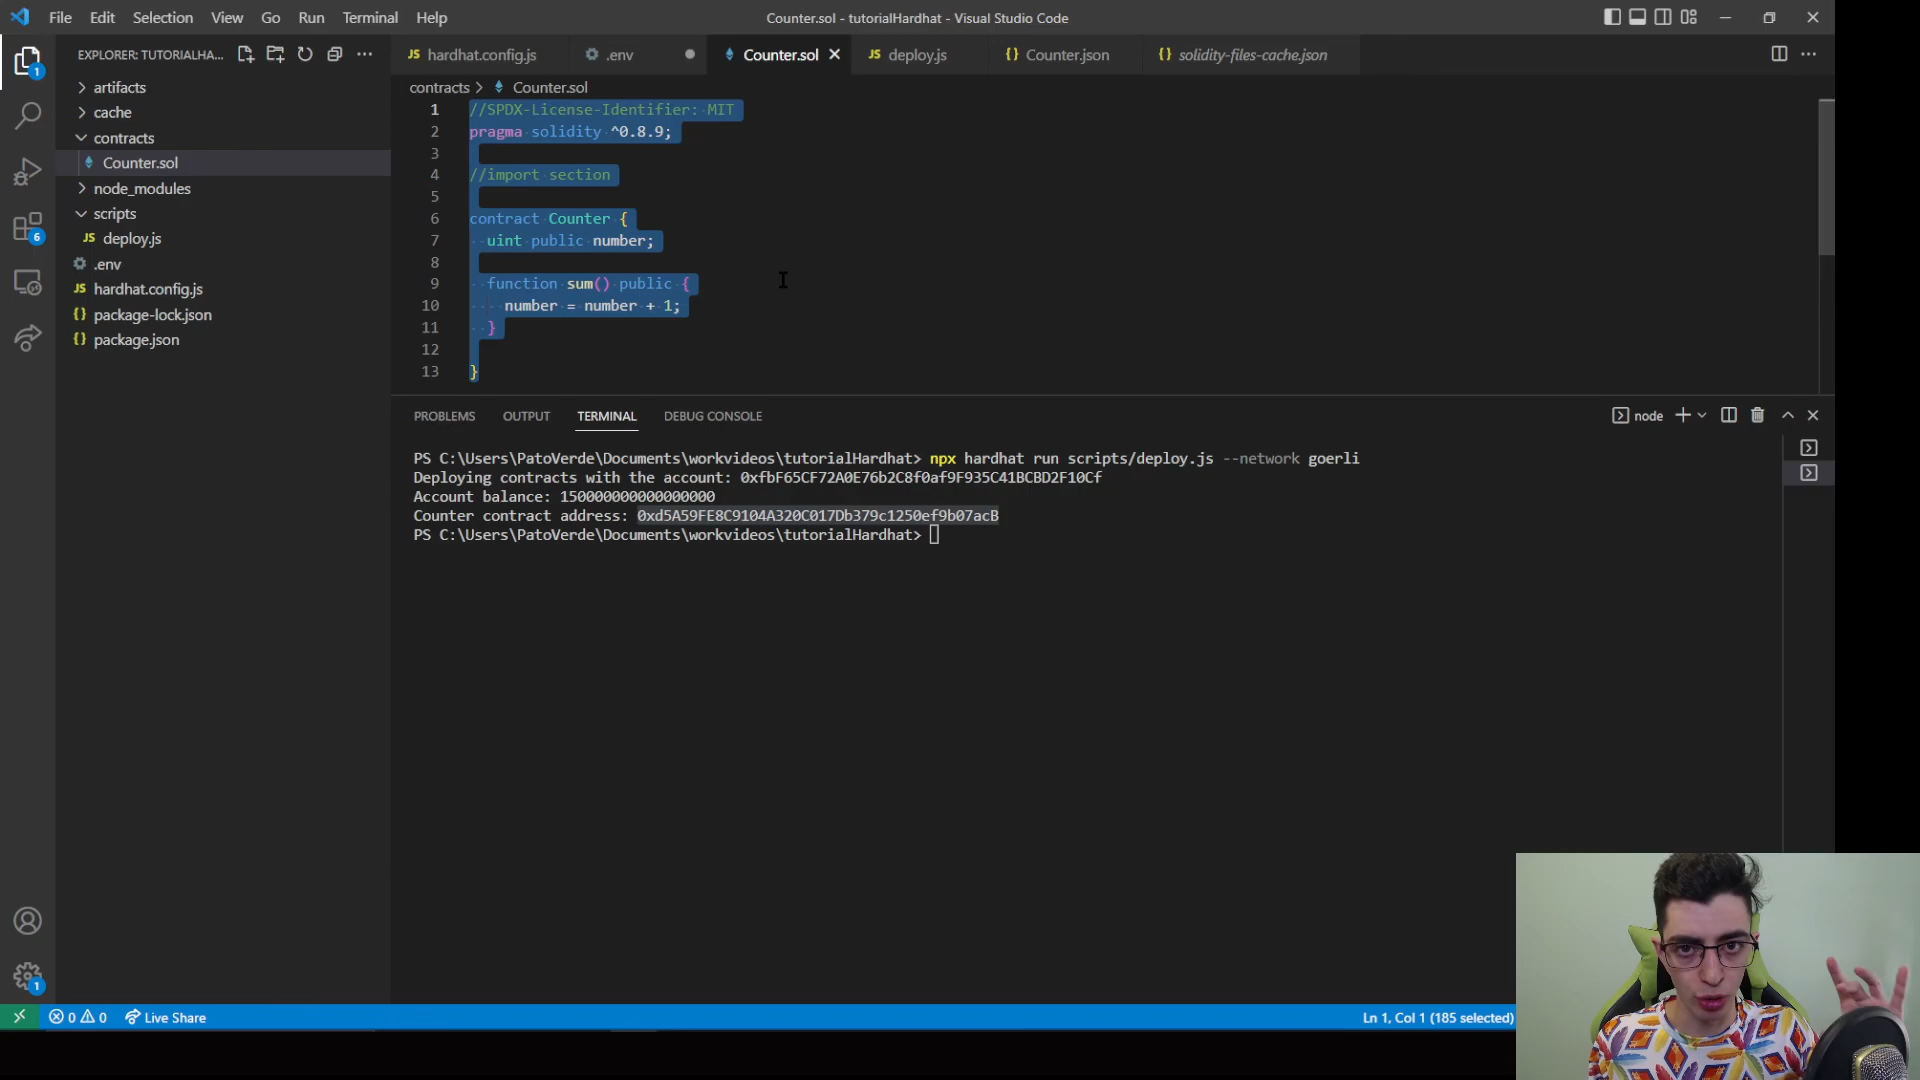 File Edit Selection View Go Run Terminal Help
Counter.sol - tutorialHardhat - Visual Studio Code
EXPLORER: TUTORIALHA...
hardhat.config.js
.env
Counter.sol
deploy.js
Counter.json
solidity-files-cache.json
1
artifacts
cache
contracts
Counter.sol
node_modules
scripts
deploy.js
.env
hardhat.config.js
package-lock.json
package.json
6
contracts > Counter.sol
1 //SPDX-License-Identifier: MIT
2 pragma solidity ^0.8.9;
3
4 //import section
5
6 contract Counter {
7 uint public number;
8
9 function sum() public {
10 number = number + 1;
11 }
12
13 }
PROBLEMS OUTPUT TERMINAL DEBUG CONSOLE
node
PS C:\Users\PatoVerde\Documents\workvideos\tutorialHardhat> npx hardhat run scripts/deploy.js --network goerli
Deploying contracts with the account: 0xfbF65CF72A0E76b2C8f0af9F935C41BCBD2F10Cf
Account balance: 150000000000000000
Counter contract address: 0xd5A59FE8C9104A320C017Db379c1250ef9b07acB
PS C:\Users\PatoVerde\Documents\workvideos\tutorialHardhat>
1
0 0 Live Share
Ln 1, Col 1 (185 selected)